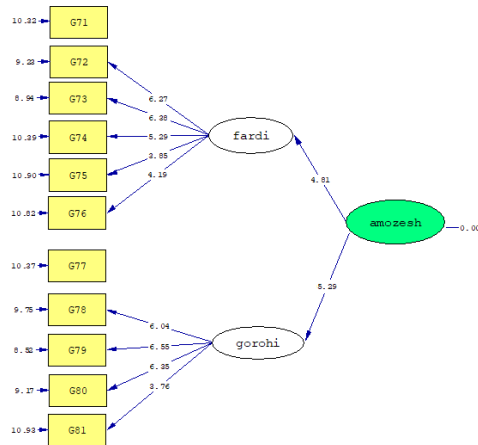 10.32 G71
9.23 G72
8.94 G73
10.39 G74
10.90 G75
10.82 G76
10.37 G77
9.75 G78
8.52 G79
9.17 G80
10.93 G81
6.27
6.38
5.29
3.85
4.19
fardi
4.81
amozesh
0.00
5.29
gorohi
6.04
6.55
6.35
3.76